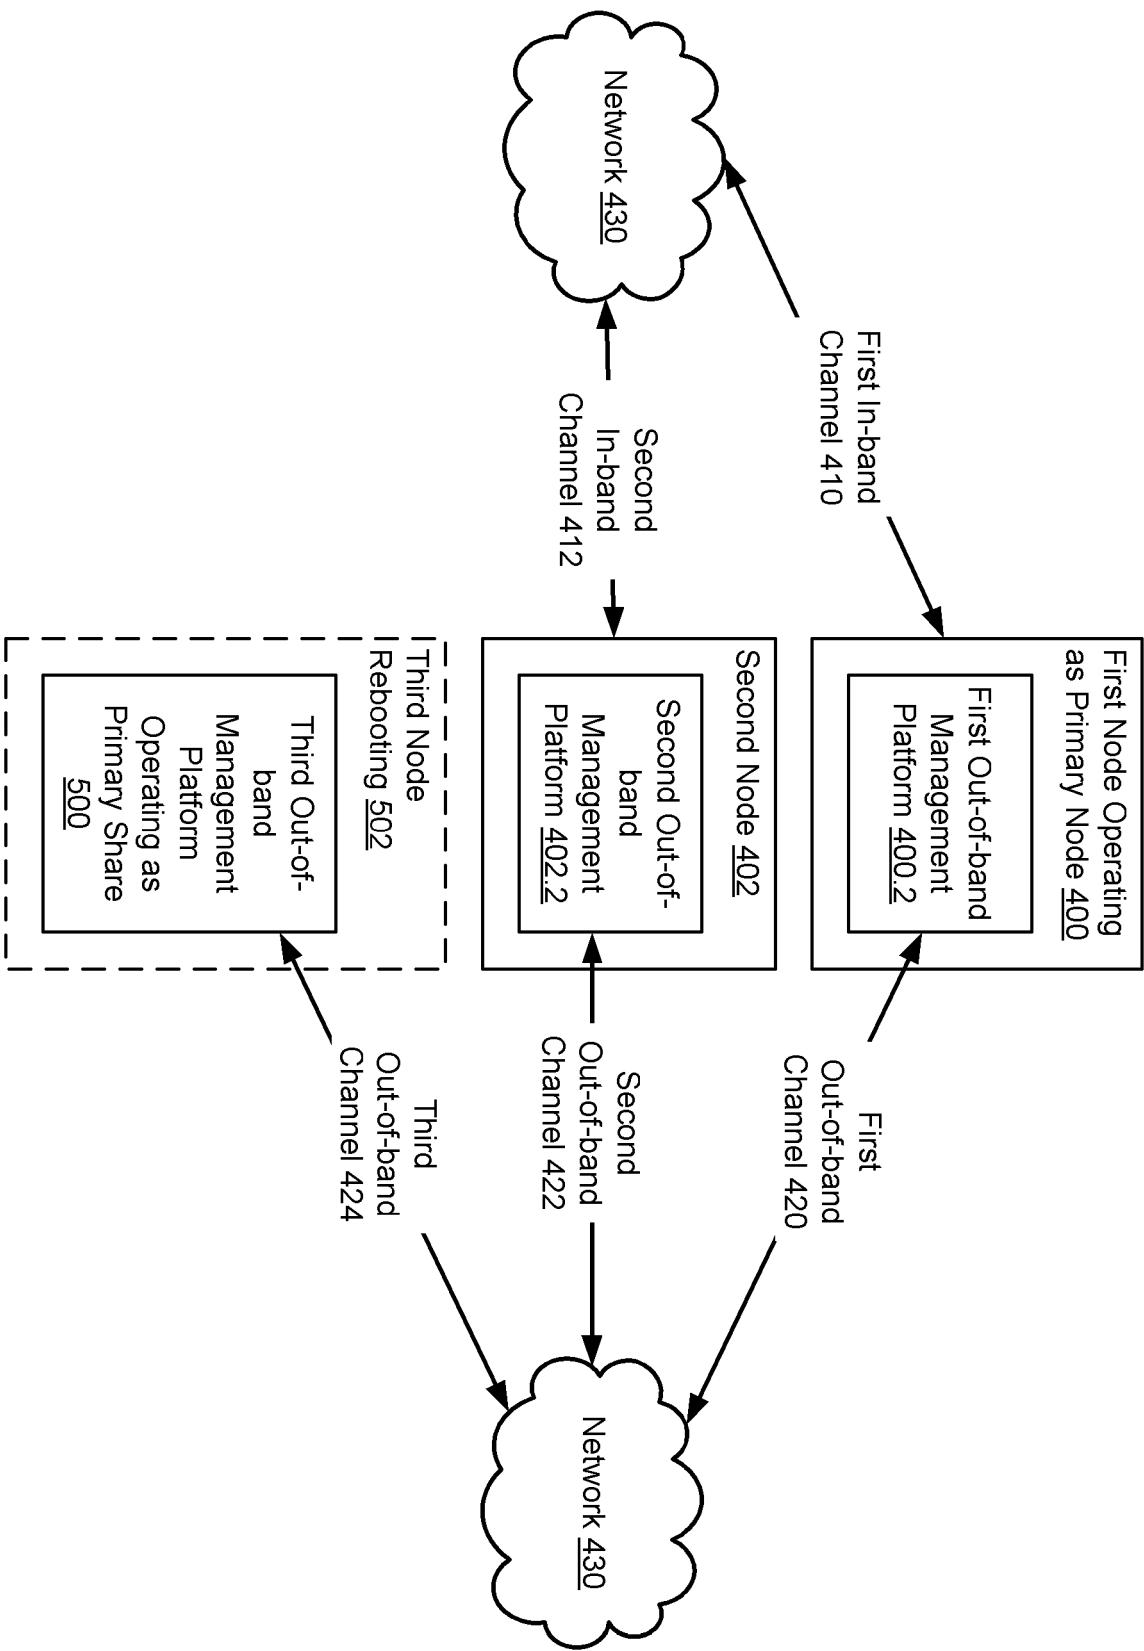 Network 430
First In-band
Channel 410
Second
In-band
Channel 412
First Node Operating
as Primary Node 400
First Out-of-band
Management
Platform 400.2
Second Node 402
Second Out-of-
band
Management
Platform 402.2
Third Node
Rebooting 502
Third Out-of-
band
Management
Platform
Operating as
Primary Share
500
First
Out-of-band
Channel 420
Second
Out-of-band
Channel 422
Third
Out-of-band
Channel 424
Network 430